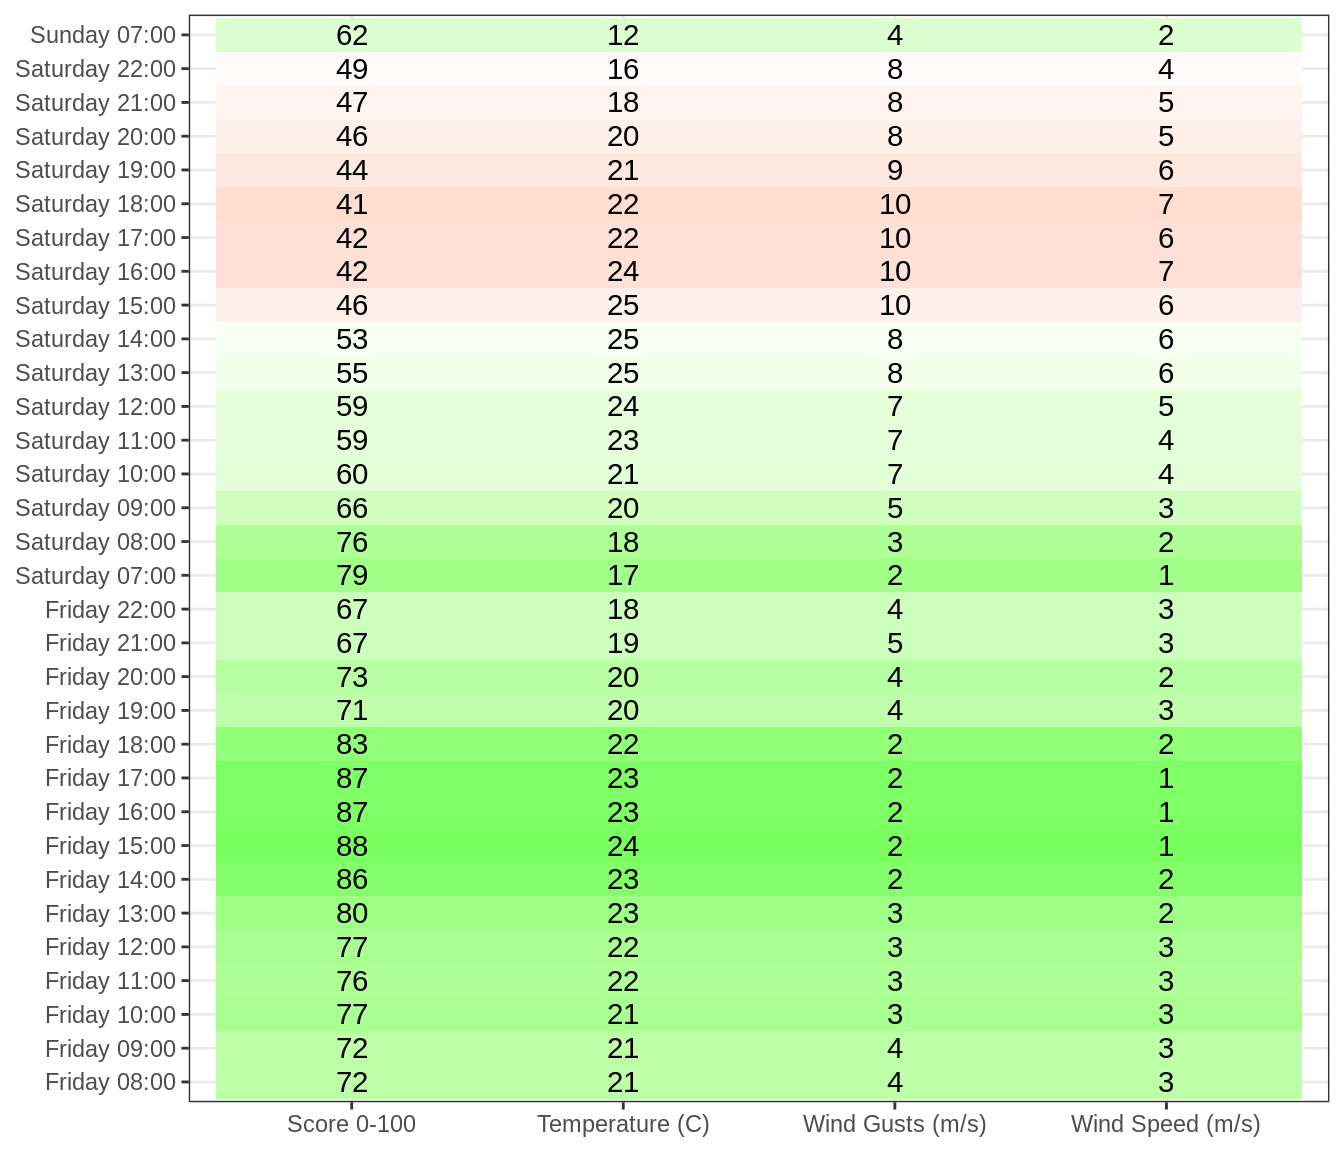 Sunday 07:00 62 12 4 2
Saturday 22:00 49 16 8 4
Saturday 21:00 47 18 8 5
Saturday 20:00 46 20 8 5
Saturday 19:00 44 21 9 6
Saturday 18:00 41 22 10 7
Saturday 17:00 42 22 10 6
Saturday 16:00 42 24 10 7
Saturday 15:00 46 25 10 6
Saturday 14:00 53 25 8 6
Saturday 13:00 55 25 8 6
Saturday 12:00 59 24 7 5
Saturday 11:00 59 23 7 4
Saturday 10:00 60 21 7 4
Saturday 09:00 66 20 5 3
Saturday 08:00 76 18 3 2
Saturday 07:00 79 17 2 1
Friday 22:00 67 18 4 3
Friday 21:00 67 19 5 3
Friday 20:00 73 20 4 2
Friday 19:00 71 20 4 3
Friday 18:00 83 22 2 2
Friday 17:00 87 23 2 1
Friday 16:00 87 23 2 1
Friday 15:00 88 24 2 1
Friday 14:00 86 23 2 2
Friday 13:00 80 23 3 2
Friday 12:00 77 22 3 3
Friday 11:00 76 22 3 3
Friday 10:00 77 21 3 3
Friday 09:00 72 21 4 3
Friday 08:00 72 21 4 3
Score 0-100 Temperature (C) Wind Gusts (m/s) Wind Speed (m/s)